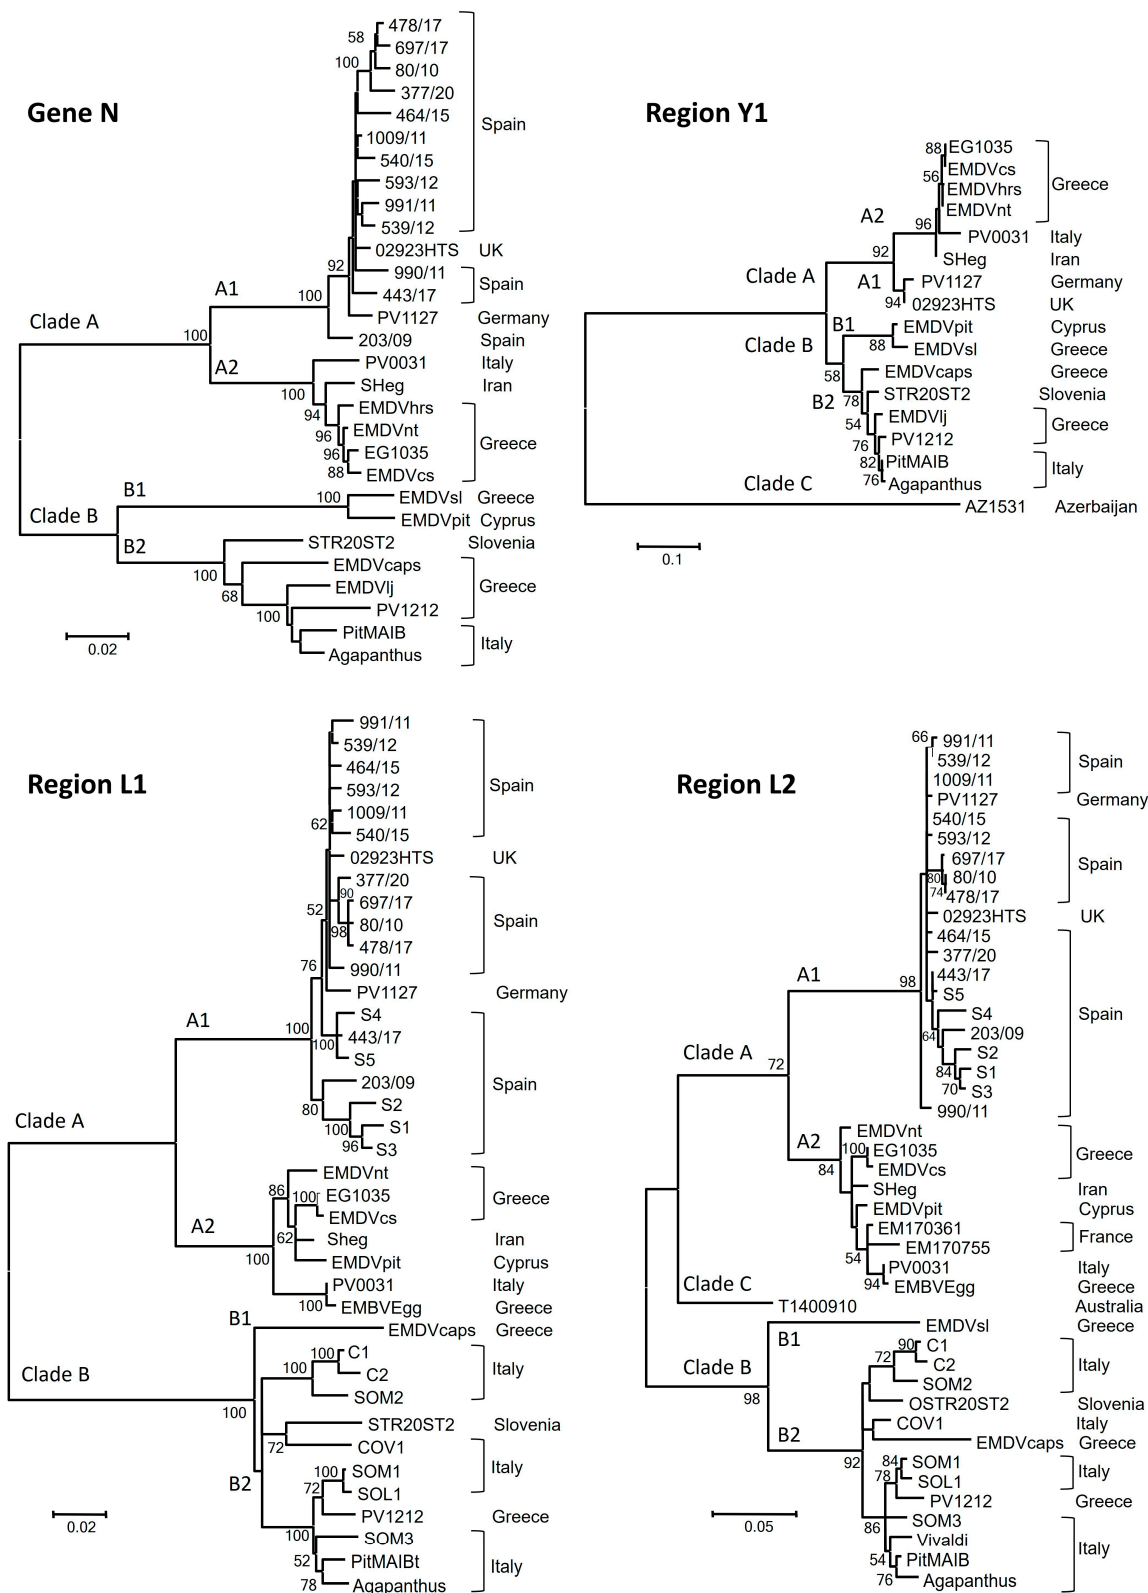 Gene N
478/17
58
697/17
100
80/10
377/20
464/15
Spain
1009/11
540/15
593/12
991/11
539/12
02923HTS UK
92
990/11
Spain
A1
100
443/17
PV1127 Germany
Clade A
100
203/09 Spain
A2
PV0031 Italy
100
SHeg Iran
94
EMDVhrs
96
EMDVnt
Greece
96
EG1035
88
EMDVcs
B1
100
EMDVsl Greece
Clade B
EMDVpit Cyprus
B2
STR20ST2 Slovenia
100
EMDVcaps
Greece
68
EMDVlj
100
PV1212
PitMAIB
Italy
Agapanthus
0.02
Region Y1
88
EG1035
EMDVcs
56
Greece
EMDVhrs
EMDVnt
A2
96
PV0031 Italy
92
SHeg Iran
Clade A
A1
PV1127 Germany
94
02923HTS UK
B1
EMDVpit Cyprus
Clade B
88
EMDVsl Greece
58
EMDVcaps Greece
B2
78
STR20ST2 Slovenia
54
EMDVlj
Greece
76
PV1212
82
PitMAIB
Italy
Clade C
76
Agapanthus
AZ1531 Azerbaijan
0.1
Region L1
991/11
539/12
464/15
Spain
593/12
1009/11
62
540/15
02923HTS UK
377/20
90
697/17
52
80/10
Spain
98
478/17
76
990/11
PV1127 Germany
A1
100
S4
100
443/17
S5
Spain
203/09
80
S2
100
S1
Clade A
96
S3
EMDVnt
86
100
EG1035
Greece
EMDVcs
A2
62
Sheg Iran
100
EMDVpit Cyprus
PV0031 Italy
100
EMBVEgg Greece
B1
EMDVcaps Greece
Clade B
100
C1
100
C2
Italy
SOM2
100
STR20ST2 Slovenia
72
COV1
B2
100
SOM1
Italy
72
SOL1
PV1212 Greece
100
SOM3
52
PitMAIBt
Italy
78
Agapanthus
0.02
Region L2
66
991/11
539/12
Spain
1009/11
PV1127 Germany
540/15
593/12
697/17
Spain
80
80/10
74
478/17
02923HTS UK
464/15
377/20
A1
98
443/17
S5
S4
Spain
64
203/09
Clade A
S2
72
84
S1
70
S3
990/11
EMDVnt
A2
100
EG1035
Greece
84
EMDVcs
SHeg Iran
EMDVpit Cyprus
EM170361
France
54
EM170755
PV0031 Italy
94
EMBVEgg Greece
Clade C
T1400910 Australia
B1
EMDVsl Greece
90
C1
72
C2
Italy
Clade B
SOM2
98
OSTR20ST2 Slovenia
COV1 Italy
B2
EMDVcaps Greece
92
84
SOM1
78
SOL1
Italy
PV1212 Greece
86
SOM3
Vivaldi
Italy
54
PitMAIB
76
Agapanthus
0.05